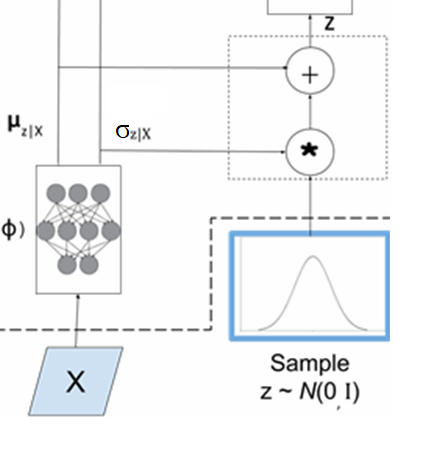 z
+
μz|X
σz|X
*
ϕ)
X
Sample
z ~ N(0, I)